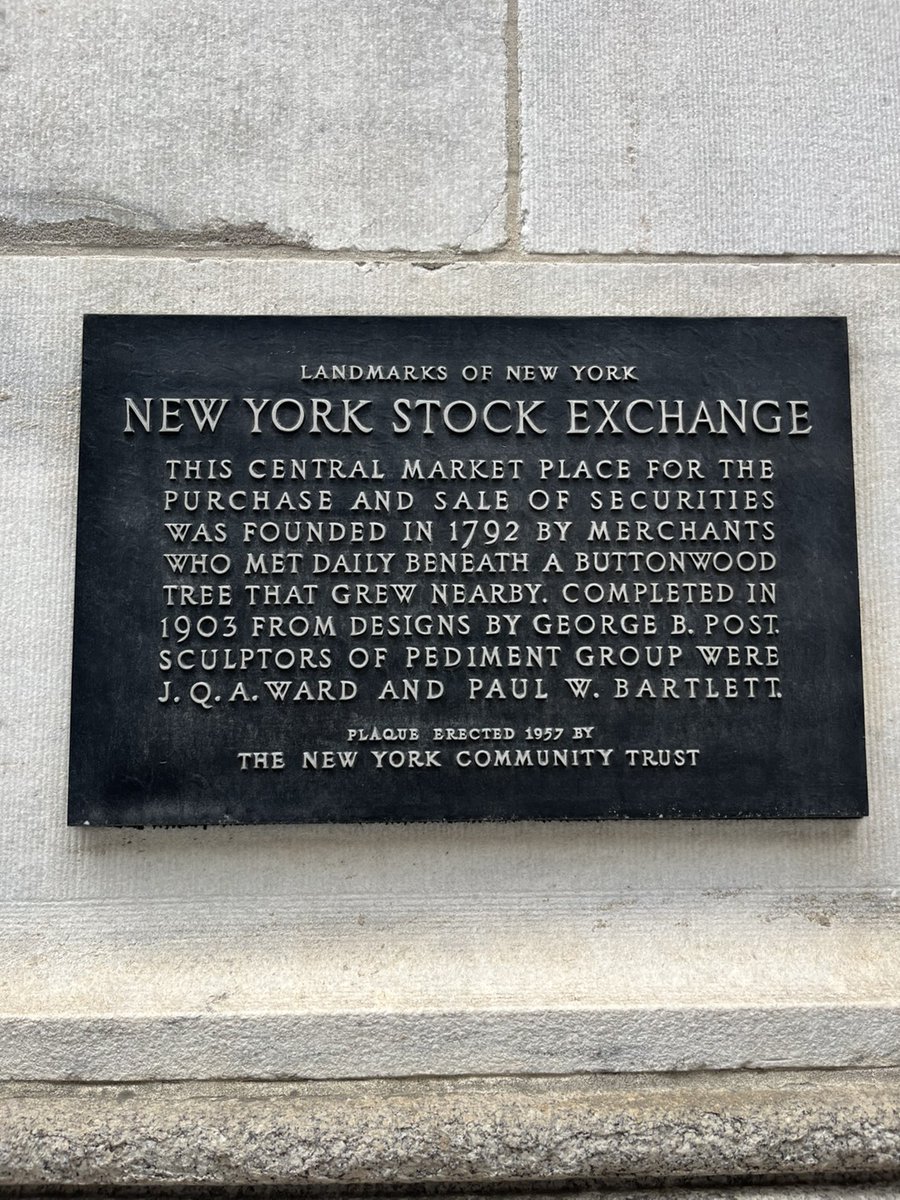 LANDMARKS OF NEW YORK
NEW YORK STOCK EXCHANGE
THIS CENTRAL MARKET PLACE FOR THE
PURCHASE AND SALE OF SECURITIES
WAS FOUNDED IN 1792 BY MERCHANTS
WHO MET DAILY BENEATH A BUTTONWOOD
TREE THAT GREW NEARBY. COMPLETED IN
1903 FROM DESIGNS BY GEORGE B. POST.
SCULPTORS OF PEDIMENT GROUP WERE
J. Q. A. WARD AND PAUL W. BARTLETT.
PLAQUE ERECTED 1957 BY
THE NEW YORK COMMUNITY TRUST